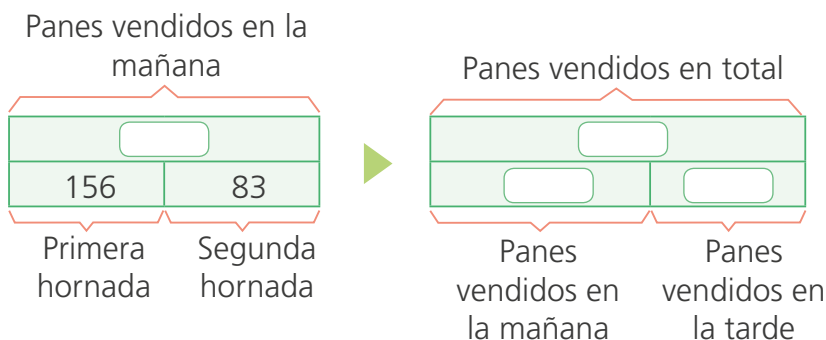 Panes vendidos en la
mañana
156 83
Primera
hornada
Segunda
hornada
Panes vendidos en total
Panes
vendidos en
la mañana
Panes
vendidos en
la tarde